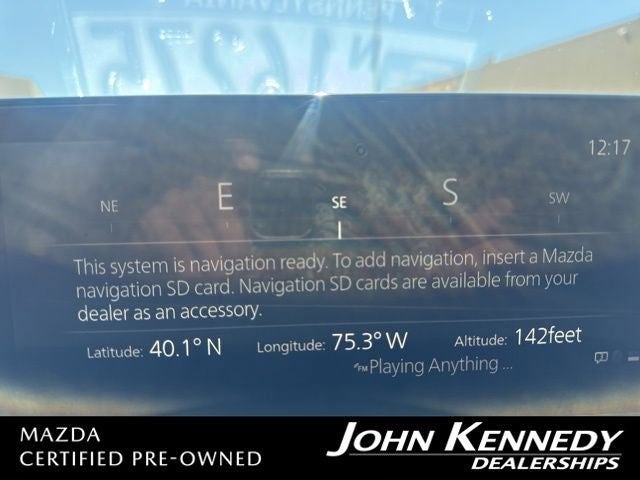 PENNSYLVANIA
12:17
NE E SE S SW
This system is navigation ready. To add navigation, insert a Mazda
navigation SD card. Navigation SD cards are available from your
dealer as an accessory.
Latitude: 40.1° N Longitude: 75.3° W Altitude: 142feet
FM Playing Anything ...
MAZDA
CERTIFIED PRE-OWNED
JOHN KENNEDY
DEALERSHIPS